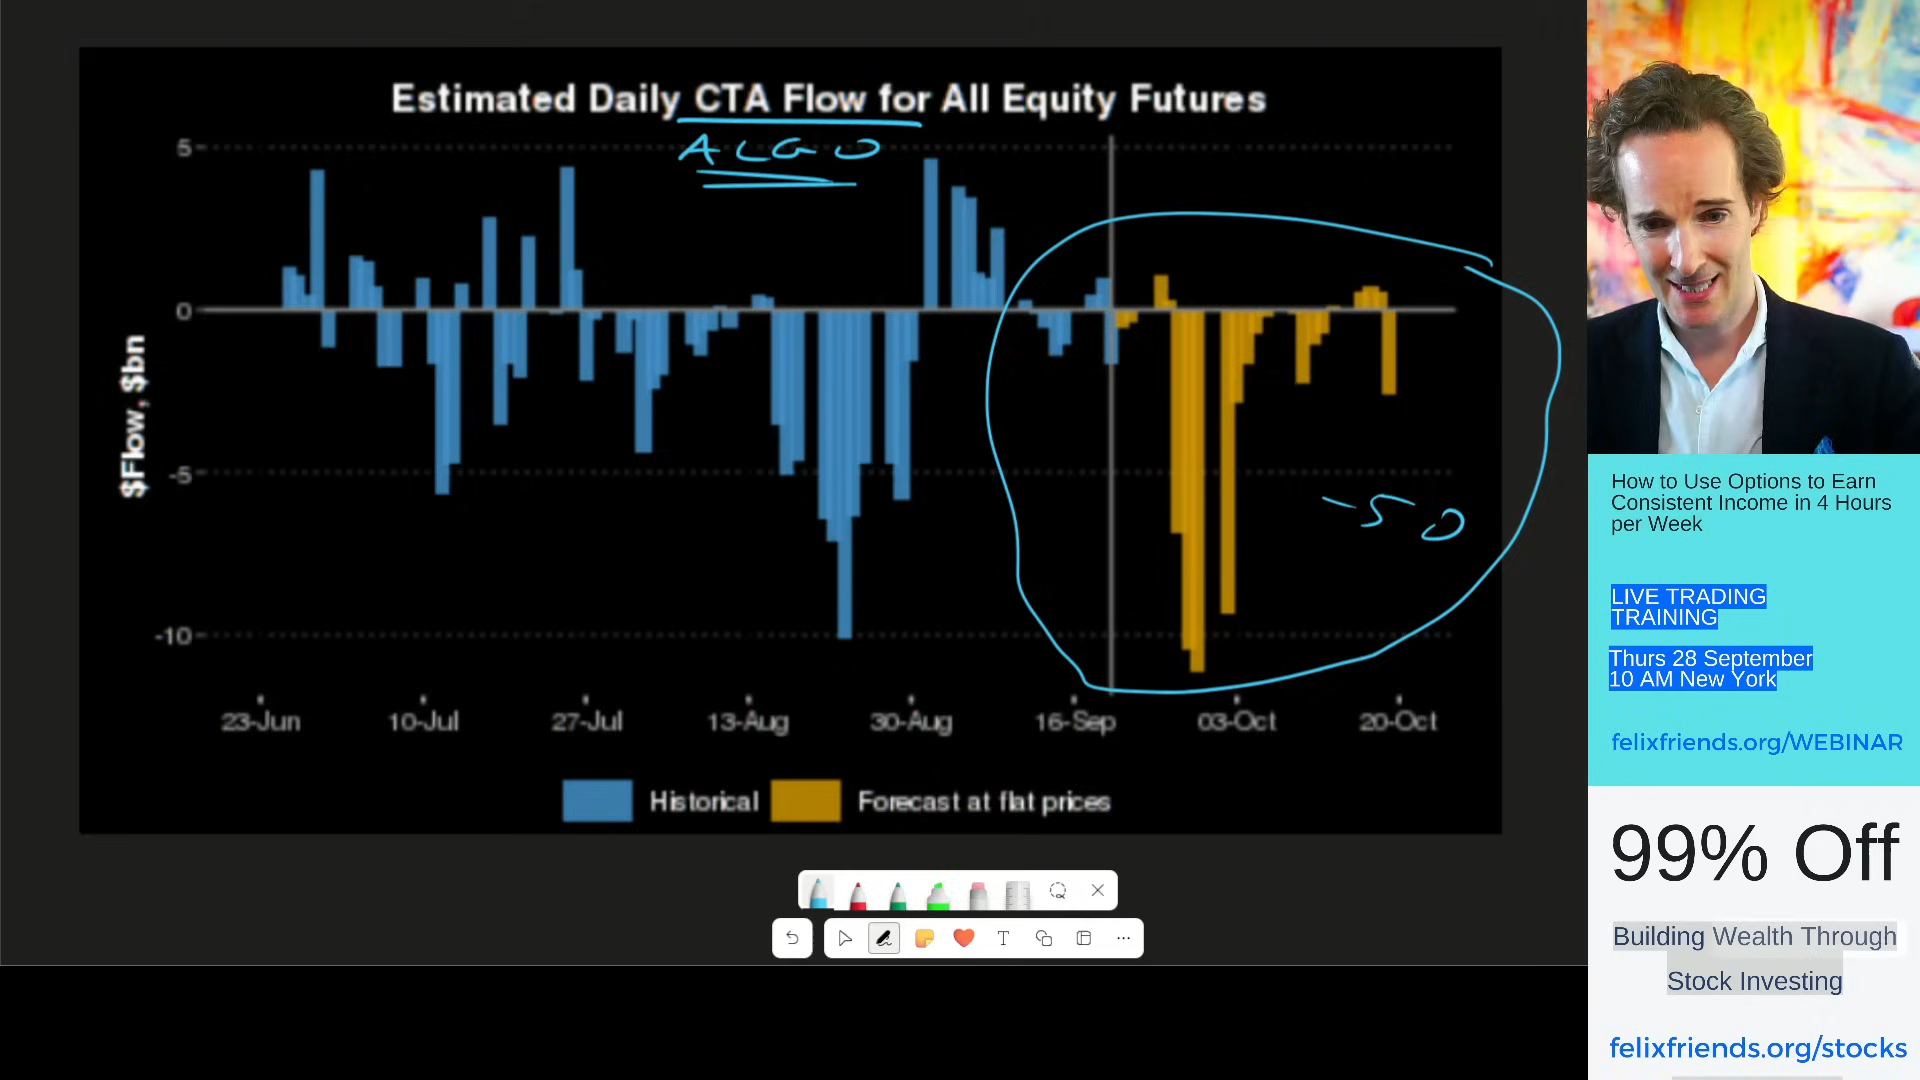 Estimated Daily CTA Flow for All Equity Futures
ALGO
5
0
-5
-10
$Flow, $bn
-50
23-Jun 10-Jul 27-Jul 13-Aug 30-Aug 16-Sep 03-Oct 20-Oct
Historical Forecast at flat prices
T
How to Use Options to Earn
Consistent Income in 4 Hours
per Week
LIVE TRADING
TRAINING
Thurs 28 September
10 AM New York
felixfriends.org/WEBINAR
99% Off
Building Wealth Through
Stock Investing
felixfriends.org/stocks